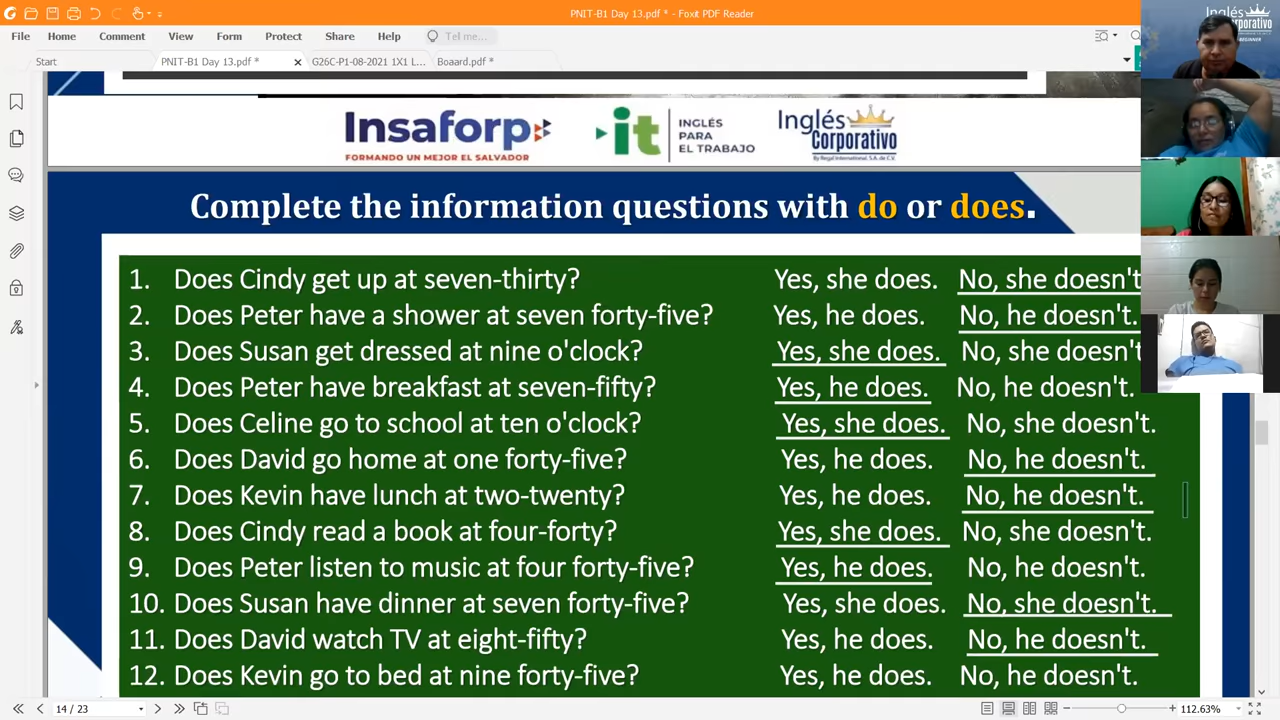 PNIT-B1 Day 13.pdf * - Foxit PDF Reader
File Home Comment View Form Protect Share Help Tell me...
Start PNIT-B1 Day 13.pdf * G26C-P1-08-2021 1X1 L... Boaard.pdf *
Inglés
Corporativo
BEGINNER
Insaforp
FORMANDO UN MEJOR EL SALVADOR
it
INGLÉS
PARA
EL TRABAJO
Inglés
Corporativo
By Regal International, S.A. de C.V.
Complete the information questions with do or does.
1. Does Cindy get up at seven-thirty? Yes, she does. No, she doesn't
2. Does Peter have a shower at seven forty-five? Yes, he does. No, he doesn't.
3. Does Susan get dressed at nine o'clock? Yes, she does. No, she doesn't
4. Does Peter have breakfast at seven-fifty? Yes, he does. No, he doesn't.
5. Does Celine go to school at ten o'clock? Yes, she does. No, she doesn't.
6. Does David go home at one forty-five? Yes, he does. No, he doesn't.
7. Does Kevin have lunch at two-twenty? Yes, he does. No, he doesn't.
8. Does Cindy read a book at four-forty? Yes, she does. No, she doesn't.
9. Does Peter listen to music at four forty-five? Yes, he does. No, he doesn't.
10. Does Susan have dinner at seven forty-five? Yes, she does. No, she doesn't.
11. Does David watch TV at eight-fifty? Yes, he does. No, he doesn't.
12. Does Kevin go to bed at nine forty-five? Yes, he does. No, he doesn't.
14 / 23 112.63%